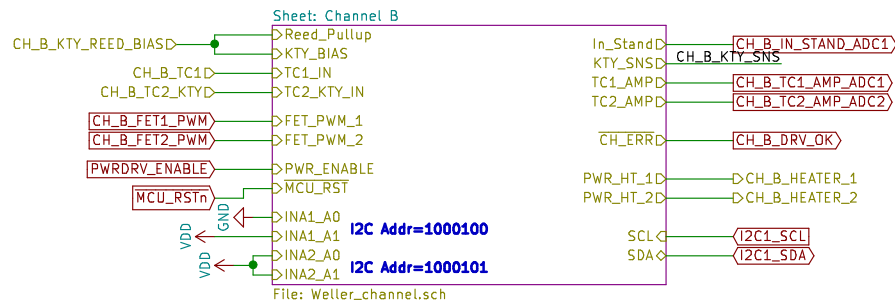 Sheet: Channel B
CH_B_KTY_REED_BIAS
Reed_Pullup
KTY_BIAS
CH_B_TC1
TC1_IN
CH_B_TC2_KTY
TC2_KTY_IN
CH_B_FET1_PWM
FET_PWM_1
CH_B_FET2_PWM
FET_PWM_2
PWRDRV_ENABLE
PWR_ENABLE
MCU_RSTn
MCU_RST
GND
INA1_A0
VDD
INA1_A1
I2C Addr=1000100
VDD
INA2_A0
INA2_A1
I2C Addr=1000101
In_Stand
CH_B_IN_STAND_ADC1
KTY_SNS
CH_B_KTY_SNS
TC1_AMP
CH_B_TC1_AMP_ADC1
TC2_AMP
CH_B_TC2_AMP_ADC2
CH_ERR
CH_B_DRV_OK
PWR_HT_1
CH_B_HEATER_1
PWR_HT_2
CH_B_HEATER_2
SCL
I2C1_SCL
SDA
I2C1_SDA
File: Weller_channel.sch